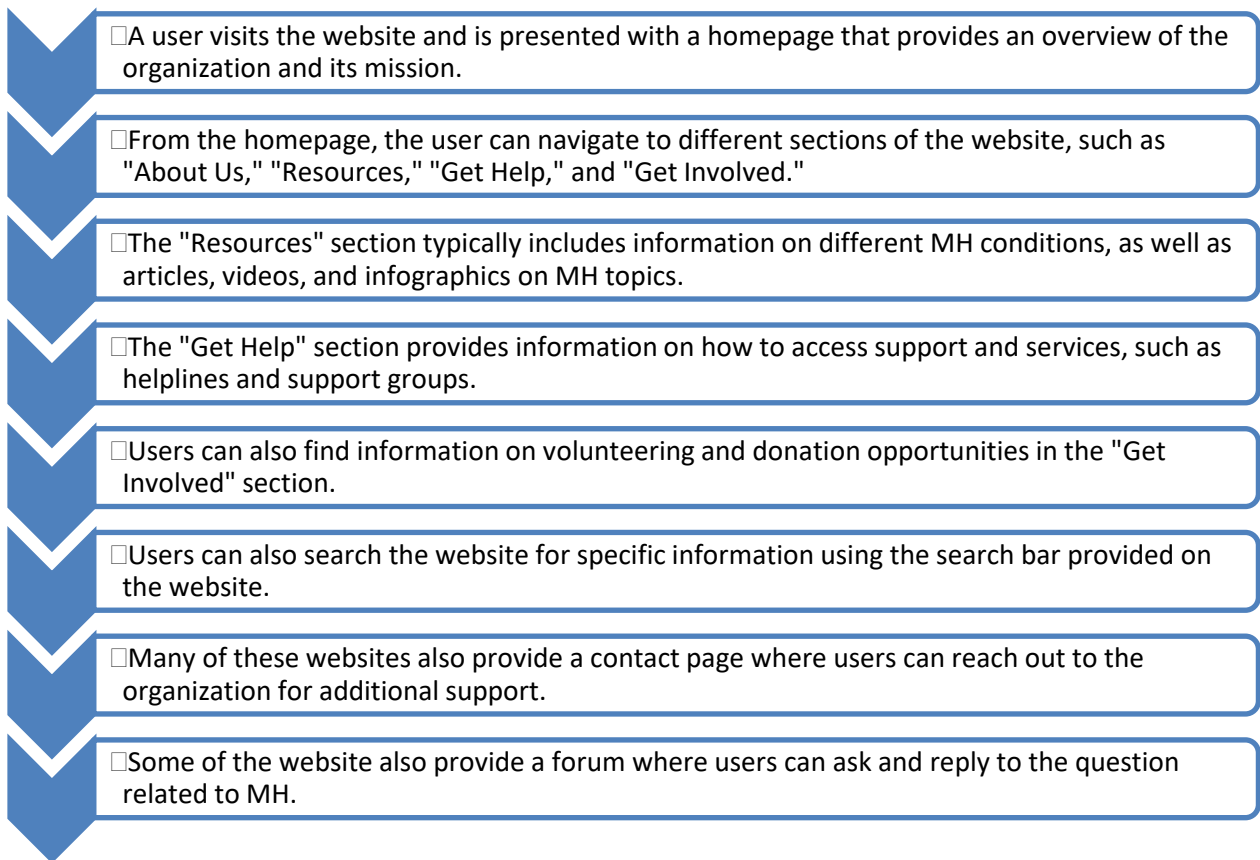 □A user visits the website and is presented with a homepage that provides an overview of the
organization and its mission.
□From the homepage, the user can navigate to different sections of the website, such as
"About Us," "Resources," "Get Help," and "Get Involved."
□The "Resources" section typically includes information on different MH conditions, as well as
articles, videos, and infographics on MH topics.
□The "Get Help" section provides information on how to access support and services, such as
helplines and support groups.
□Users can also find information on volunteering and donation opportunities in the "Get
Involved" section.
□Users can also search the website for specific information using the search bar provided on
the website.
□Many of these websites also provide a contact page where users can reach out to the
organization for additional support.
□Some of the website also provide a forum where users can ask and reply to the question
related to MH.